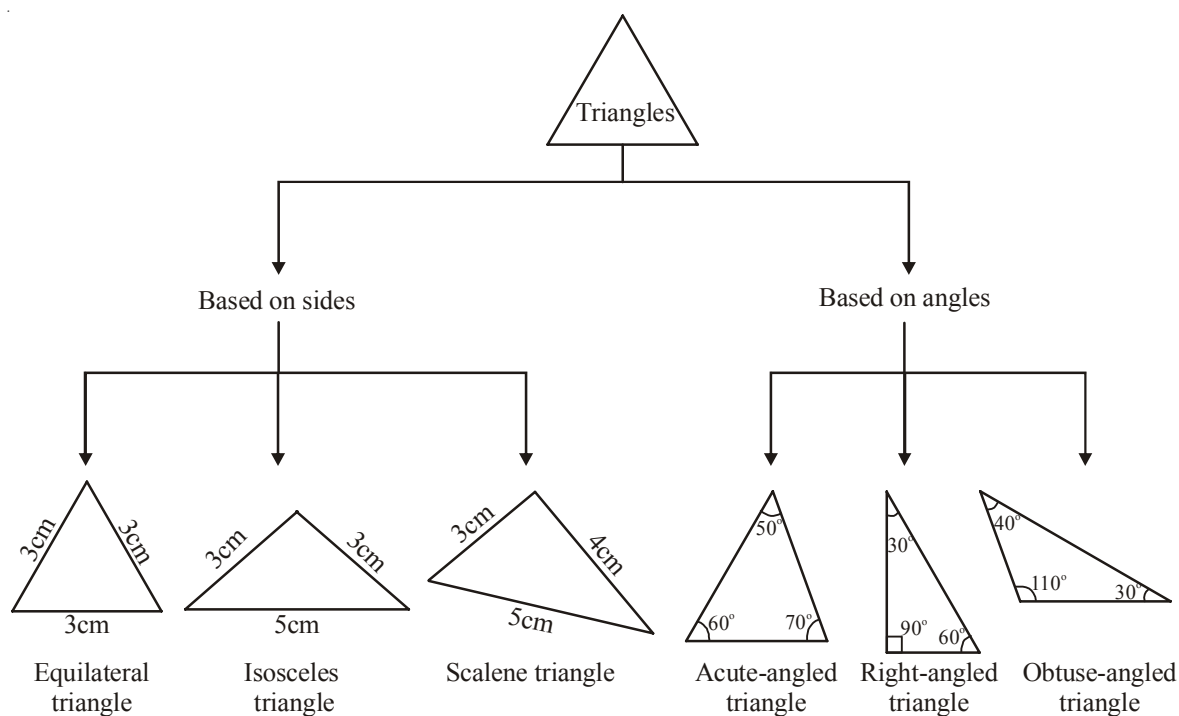 Triangles
Based on sides
Based on angles
3cm
3cm
3cm
3cm
3cm
5cm
3cm
4cm
5cm
50°
60°
70°
30°
90°
60°
40°
110°
30°
Equilateral
triangle
Isosceles
triangle
Scalene triangle
Acute-angled
triangle
Right-angled
triangle
Obtuse-angled
triangle